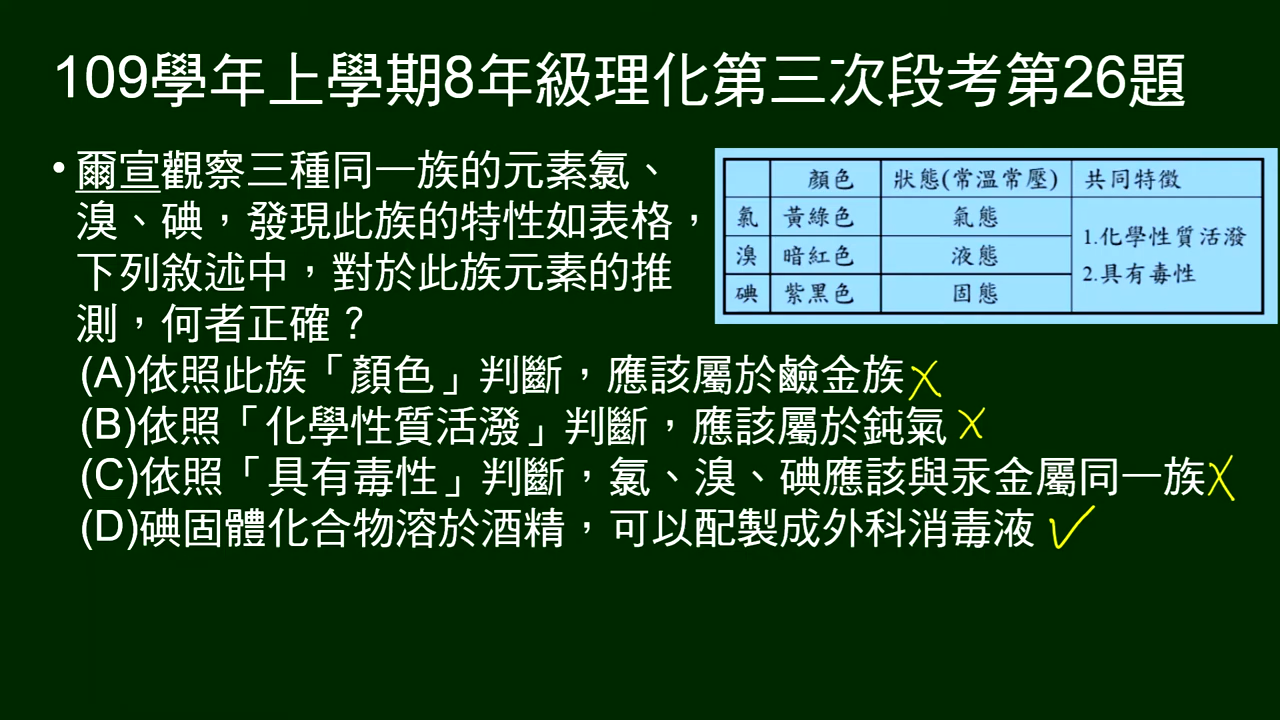 109學年上學期8年級理化第三次段考第26題
•爾宣觀察三種同一族的元素氯、
溴、碘，發現此族的特性如表格，
下列敘述中，對於此族元素的推
測，何者正確？
顏色 狀態(常溫常壓) 共同特徵
氯 黃綠色 氣態
溴 暗紅色 液態
碘 紫黑色 固態
1.化學性質活潑
2.具有毒性
(A)依照此族「顏色」判斷，應該屬於鹼金族 X
(B)依照「化學性質活潑」判斷，應該屬於鈍氣 X
(C)依照「具有毒性」判斷，氯、溴、碘應該與汞金屬同一族 X
(D)碘固體化合物溶於酒精，可以配製成外科消毒液 ✓